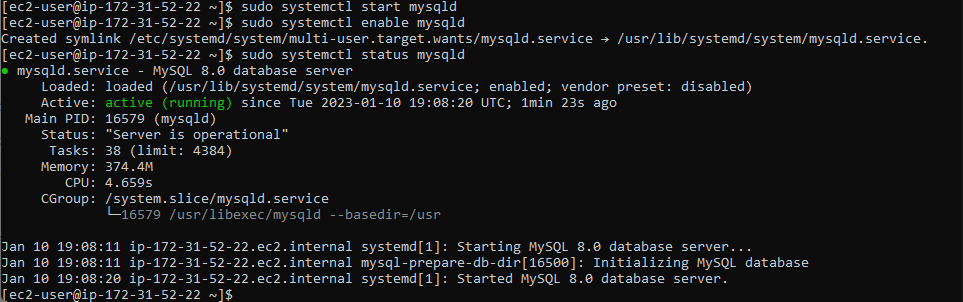 [ec2-user@ip-172-31-52-22 ~]$ sudo systemctl start mysqld
[ec2-user@ip-172-31-52-22 ~]$ sudo systemctl enable mysqld
Created symlink /etc/systemd/system/multi-user.target.wants/mysqld.service → /usr/lib/systemd/system/mysqld.service.
[ec2-user@ip-172-31-52-22 ~]$ sudo systemctl status mysqld
● mysqld.service - MySQL 8.0 database server
     Loaded: loaded (/usr/lib/systemd/system/mysqld.service; enabled; vendor preset: disabled)
     Active: active (running) since Tue 2023-01-10 19:08:20 UTC; 1min 23s ago
   Main PID: 16579 (mysqld)
     Status: "Server is operational"
      Tasks: 38 (limit: 4384)
     Memory: 374.4M
        CPU: 4.659s
     CGroup: /system.slice/mysqld.service
             └─16579 /usr/libexec/mysqld --basedir=/usr

Jan 10 19:08:11 ip-172-31-52-22.ec2.internal systemd[1]: Starting MySQL 8.0 database server...
Jan 10 19:08:11 ip-172-31-52-22.ec2.internal mysql-prepare-db-dir[16500]: Initializing MySQL database
Jan 10 19:08:20 ip-172-31-52-22.ec2.internal systemd[1]: Started MySQL 8.0 database server.
[ec2-user@ip-172-31-52-22 ~]$